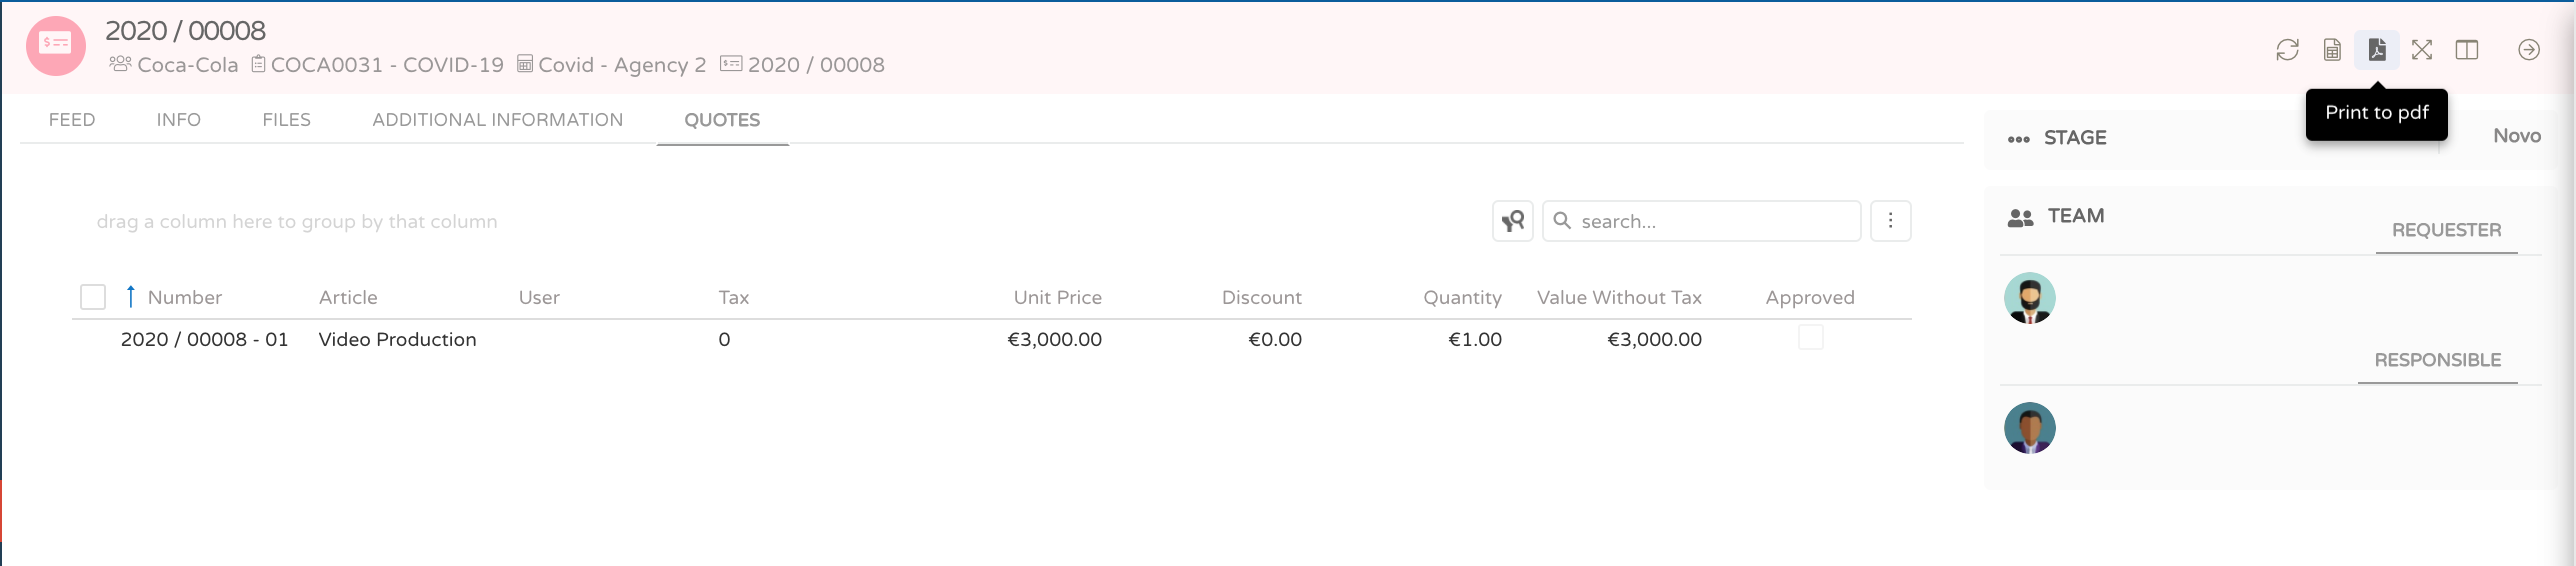 2020 / 00008
Coca-Cola COCA0031 - COVID-19 Covid - Agency 2 2020 / 00008
Print to pdf
FEED INFO FILES ADDITIONAL INFORMATION QUOTES
STAGE Novo
drag a column here to group by that column search...
TEAM
REQUESTER
Number Article User Tax Unit Price Discount Quantity Value Without Tax Approved
2020 / 00008 - 01 Video Production 0 €3,000.00 €0.00 €1.00 €3,000.00
RESPONSIBLE